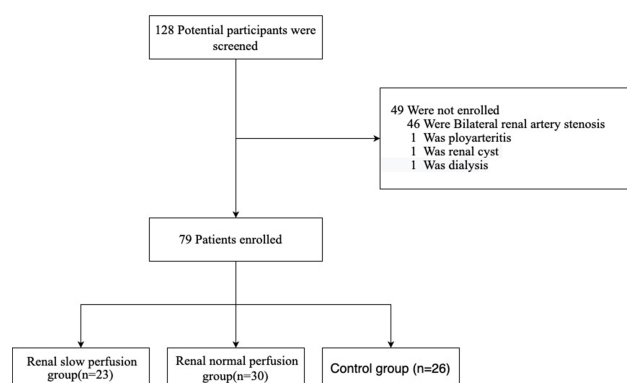 128 Potential participants were
screened
49 Were not enrolled
46 Were Bilateral renal artery stenosis
1 Was ployarteritis
1 Was renal cyst
1 Was dialysis
79 Patients enrolled
Renal slow perfusion
group(n=23)
Renal normal perfusion
group(n=30)
Control group (n=26)